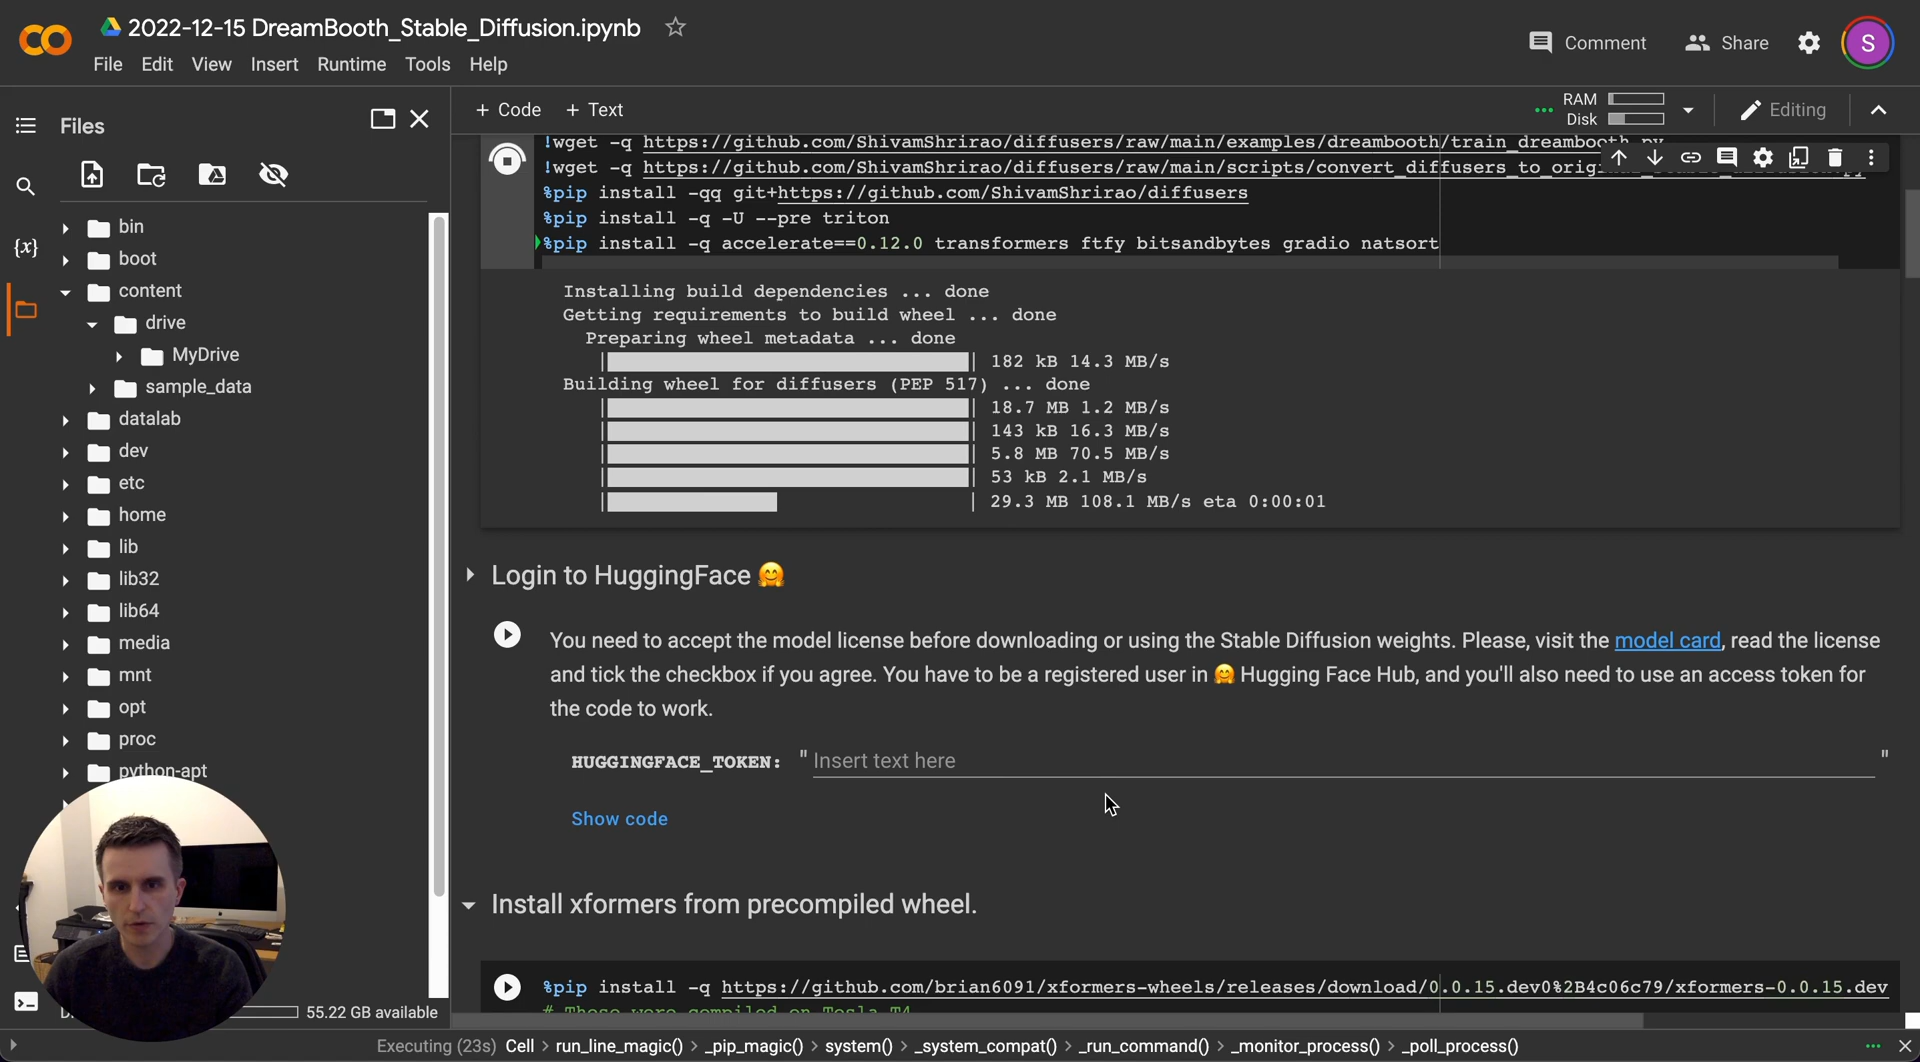 2022-12-15 DreamBooth_Stable_Diffusion.ipynb
Comment
Share
S
File Edit View Insert Runtime Tools Help
Files
+ Code + Text
RAM
Disk
Editing
bin
boot
content
drive
MyDrive
sample_data
datalab
dev
etc
home
lib
lib32
lib64
media
mnt
opt
proc
python-apt
{x}
55.22 GB available
!wget -q https://github.com/ShivamShrirao/diffusers/raw/main/examples/dreambooth/train_dreambooth.py
!wget -q https://github.com/ShivamShrirao/diffusers/raw/main/scripts/convert_diffusers_to_original_stable_diffusion.py
%pip install -qq git+https://github.com/ShivamShrirao/diffusers
%pip install -q -U --pre triton
%pip install -q accelerate==0.12.0 transformers ftfy bitsandbytes gradio natsort
Installing build dependencies ... done
Getting requirements to build wheel ... done
Preparing wheel metadata ... done
182 kB 14.3 MB/s
Building wheel for diffusers (PEP 517) ... done
18.7 MB 1.2 MB/s
143 kB 16.3 MB/s
5.8 MB 70.5 MB/s
53 kB 2.1 MB/s
29.3 MB 108.1 MB/s eta 0:00:01
Login to HuggingFace 🤗
You need to accept the model license before downloading or using the Stable Diffusion weights. Please, visit the model card, read the license
and tick the checkbox if you agree. You have to be a registered user in 🤗 Hugging Face Hub, and you'll also need to use an access token for
the code to work.
HUGGINGFACE_TOKEN: " Insert text here "
Show code
Install xformers from precompiled wheel.
%pip install -q https://github.com/brian6091/xformers-wheels/releases/download/0.0.15.dev0%2B4c06c79/xformers-0.0.15.dev
# These were compiled on Tesla T4
Executing (23s) Cell > run_line_magic() > _pip_magic() > system() > _system_compat() > _run_command() > _monitor_process() > _poll_process()